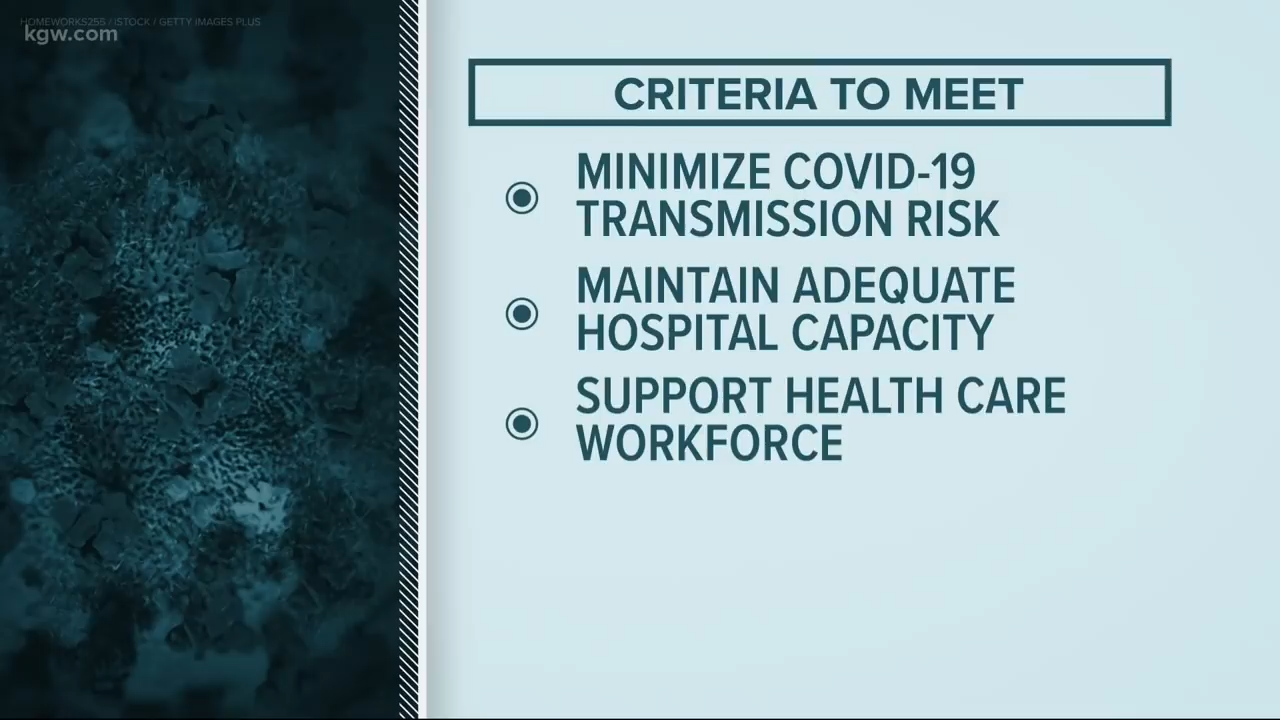 HOMEWORKS255 / ISTOCK / GETTY IMAGES PLUS
kgw.com
CRITERIA TO MEET
MINIMIZE COVID-19
TRANSMISSION RISK
MAINTAIN ADEQUATE
HOSPITAL CAPACITY
SUPPORT HEALTH CARE
WORKFORCE